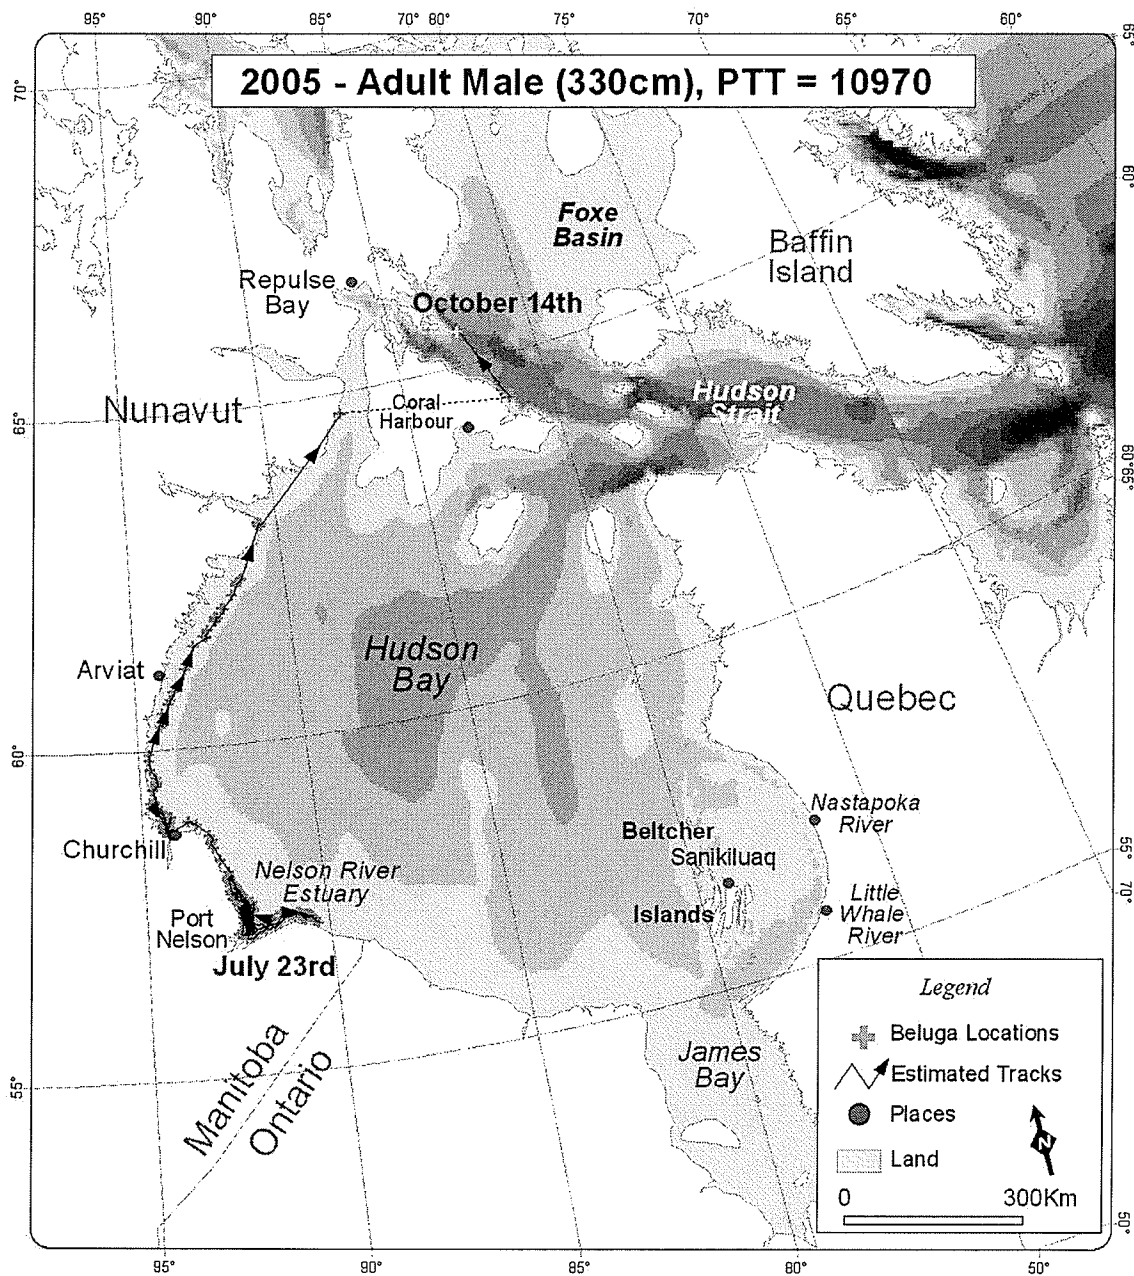 95°
90°
85°
70°
80°
75°
70°
65°
60°
2005 - Adult Male (330cm), PTT = 10970
70°
Foxe
Basin
Baffin
Island
Repulse
Bay
October 14th
Hudson
Strait
Nunavut
Coral
Harbour
65°
Hudson
Bay
Arviat
Quebec
60°
Nastapoka
River
Beltcher
Sanikiluaq
Islands
Churchill
Nelson River
Estuary
Little
Whale
River
Port
Nelson
July 23rd
55°
70°
Legend
Beluga Locations
Estimated Tracks
Places
Land
N
0 300Km
James
Bay
Manitoba
Ontario
55°
50°
95°
90°
85°
80°
50°